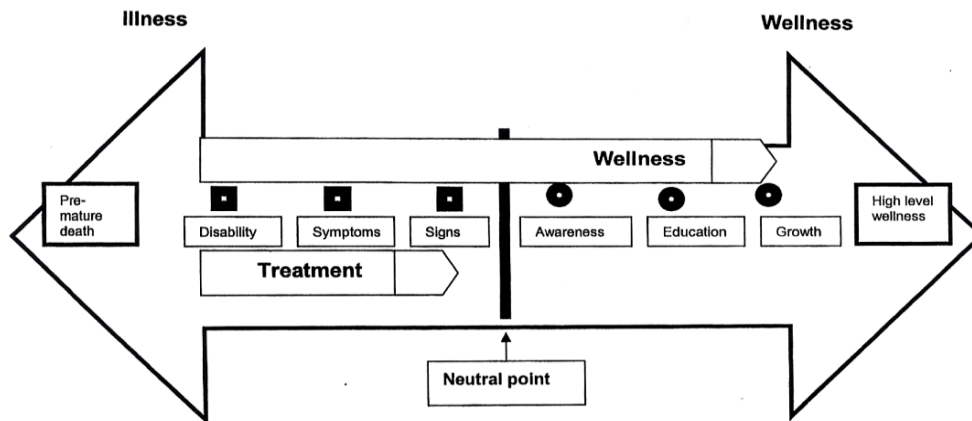 Illness
Wellness
Wellness
Pre-
mature
death
High level
wellness
Disability
Symptoms
Signs
Awareness
Education
Growth
Treatment
Neutral point